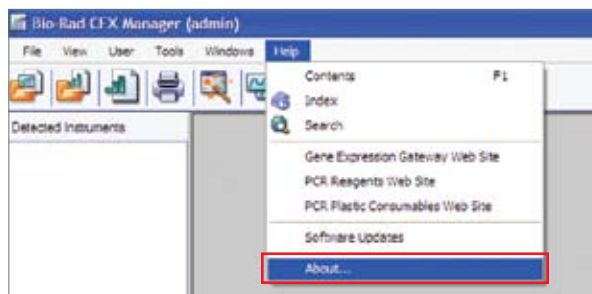 Bio-Rad CFX Manager (admin)
File View User Tools Windows Help
Contents F1
Index
Search
Detected Instruments
Gene Expression Gateway Web Site
PCR Reagents Web Site
PCR Plastic Consumables Web Site
Software Updates
About...